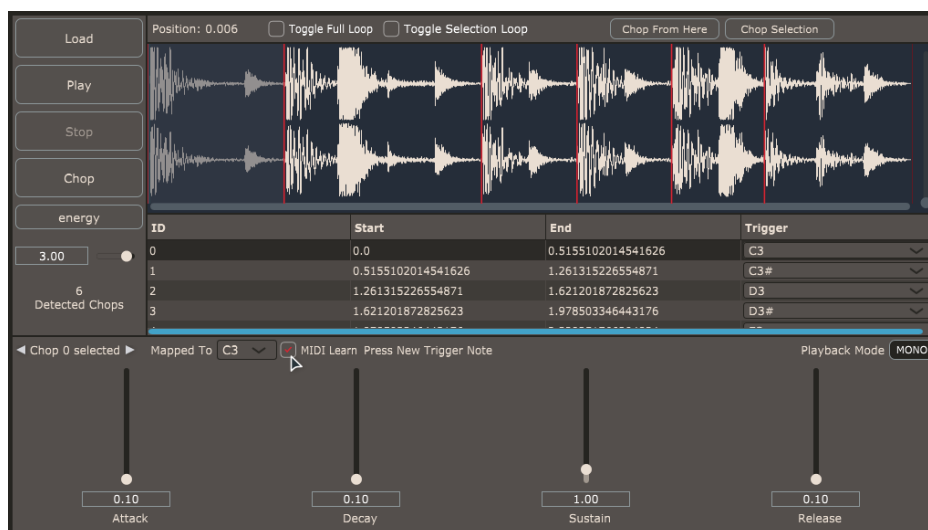 Load
Position: 0.006 Toggle Full Loop Toggle Selection Loop Chop From Here Chop Selection
Play
Stop
Chop
energy
3.00
6
Detected Chops
ID Start End Trigger
0 0.0 0.5155102014541626 C3
1 0.5155102014541626 1.261315226554871 C3#
2 1.261315226554871 1.621201872825623 D3
3 1.621201872825623 1.978503346443176 D3#
Chop 0 selected Mapped To C3 MIDI Learn Press New Trigger Note Playback Mode MONO
0.10 0.10 1.00 0.10
Attack Decay Sustain Release